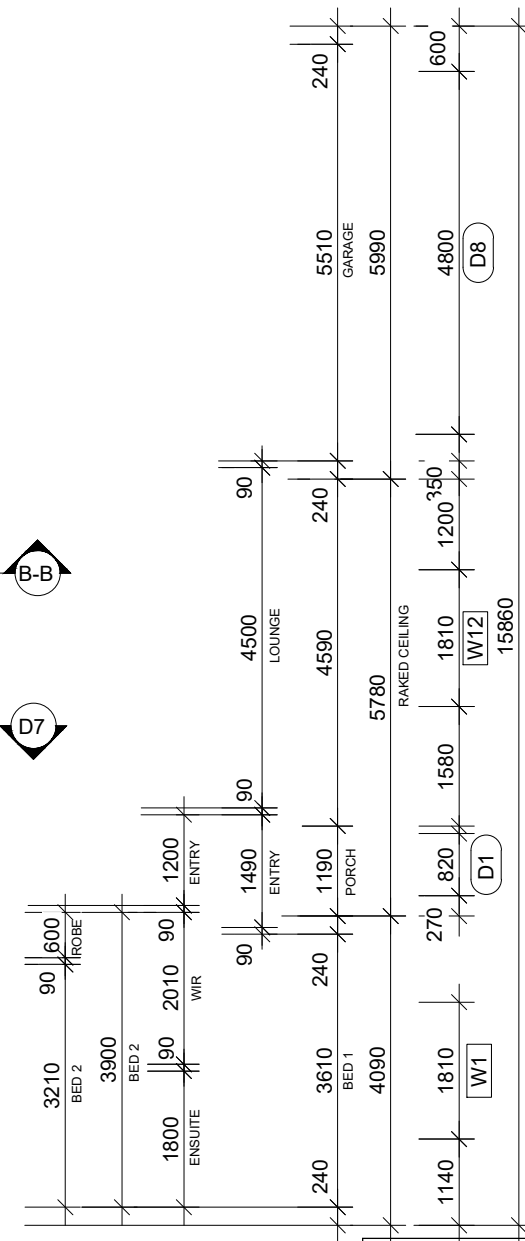 B-B
D7
3210
90
600
BED 2
ROBE
3900
BED 2
1800
90
2010
90
1200
ENSUITE
WIR
ENTRY
90
1490
90
4500
90
ENTRY
LOUNGE
240
3610
240
1190
4590
240
5510
240
BED 1
PORCH
GARAGE
4090
5780
5990
RAKED CEILING
1140
1810
270
820
1580
1810
1200
350
4800
600
W1
D1
W12
D8
15860